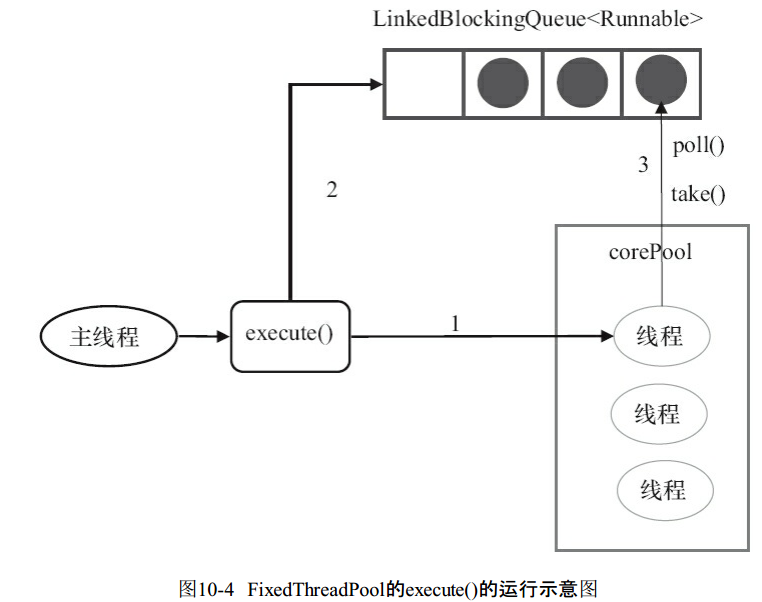 LinkedBlockingQueue<Runnable>
poll()
3
2
take()
corePool
主线程
execute()
1
线程
线程
线程
图10-4 FixedThreadPool的execute()的运行示意图